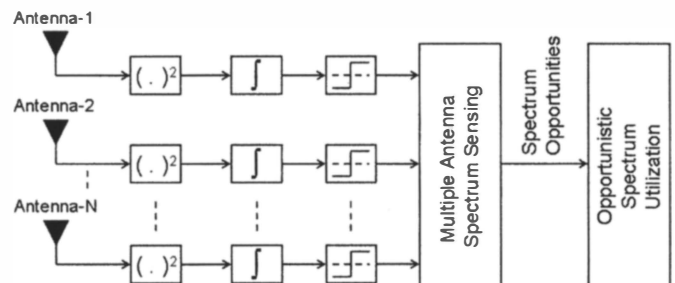 Antenna-1
( . )²
∫
Antenna-2
( . )²
∫
Antenna-N
( . )²
∫
Multiple Antenna
Spectrum Sensing
Spectrum
Opportunities
Opportunistic
Spectrum
Utilization